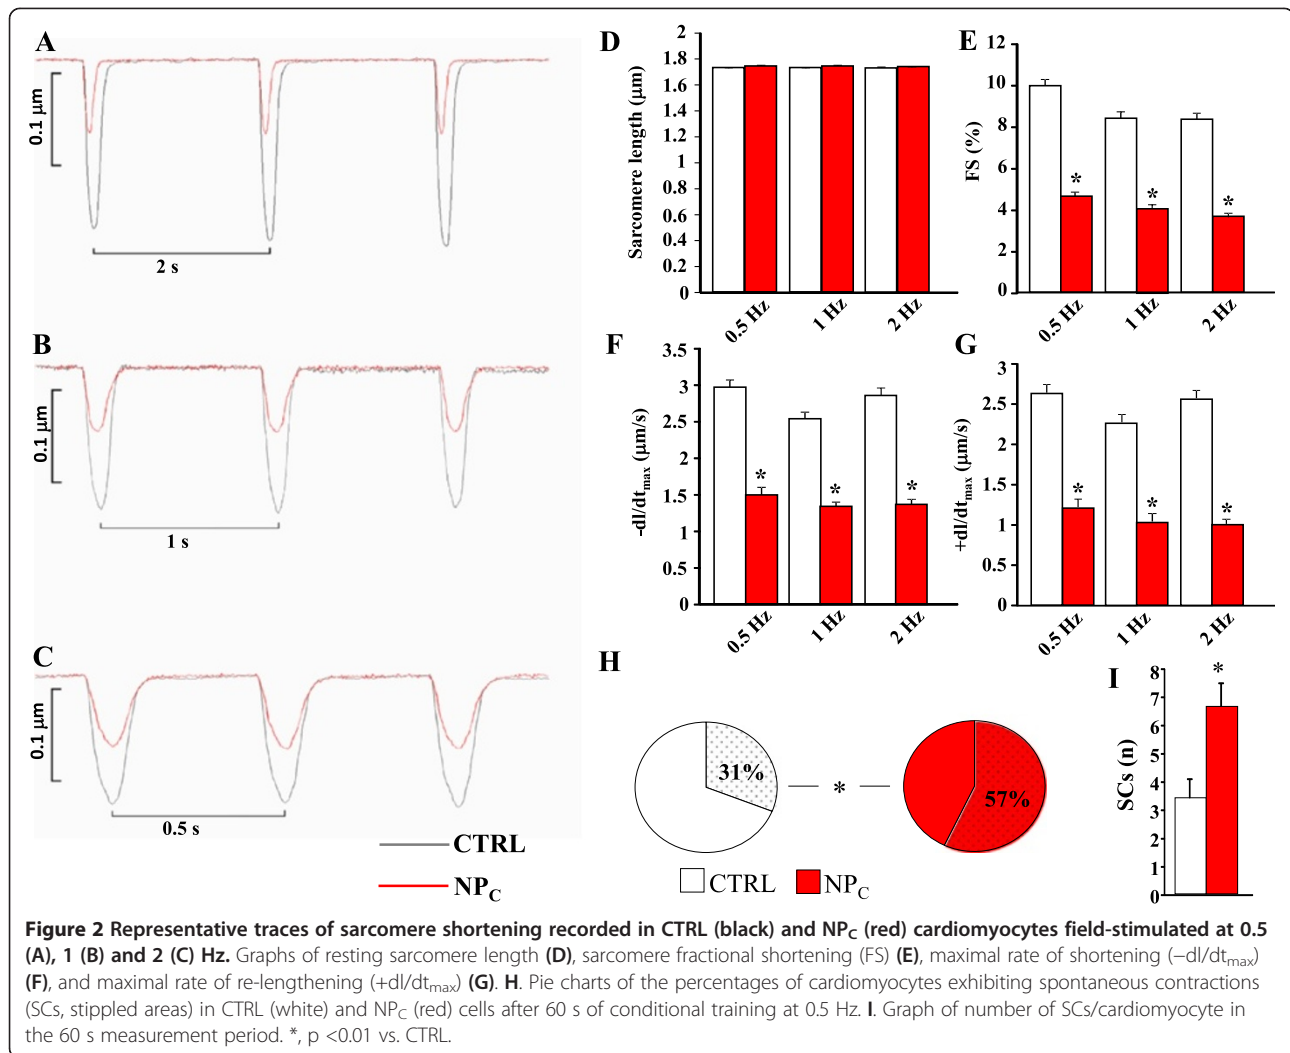 A
0.1 μm
2 s
B
0.1 μm
1 s
C
0.1 μm
0.5 s
CTRL
NPC
D
Sarcomere length (μm)
2
1.8
1.6
1.4
1.2
1
0.8
0.6
0.4
0.2
0
0.5 Hz
1 Hz
2 Hz
E
FS (%)
12
10
8
6
4
2
0
*
*
*
0.5 Hz
1 Hz
2 Hz
F
-dl/dtmax (μm/s)
3.5
3
2.5
2
1.5
1
0.5
0
*
*
*
0.5 Hz
1 Hz
2 Hz
G
+dl/dtmax (μm/s)
3
2.5
2
1.5
1
0.5
0
*
*
*
0.5 Hz
1 Hz
2 Hz
H
31%
*
57%
CTRL
NPC
I
SCs (n)
8
7
6
5
4
3
2
1
0
*
Figure 2 Representative traces of sarcomere shortening recorded in CTRL (black) and NPC (red) cardiomyocytes field-stimulated at 0.5
(A), 1 (B) and 2 (C) Hz. Graphs of resting sarcomere length (D), sarcomere fractional shortening (FS) (E), maximal rate of shortening (−dl/dtmax)
(F), and maximal rate of re-lengthening (+dl/dtmax) (G). H. Pie charts of the percentages of cardiomyocytes exhibiting spontaneous contractions
(SCs, stippled areas) in CTRL (white) and NPC (red) cells after 60 s of conditional training at 0.5 Hz. I. Graph of number of SCs/cardiomyocyte in
the 60 s measurement period. *, p <0.01 vs. CTRL.